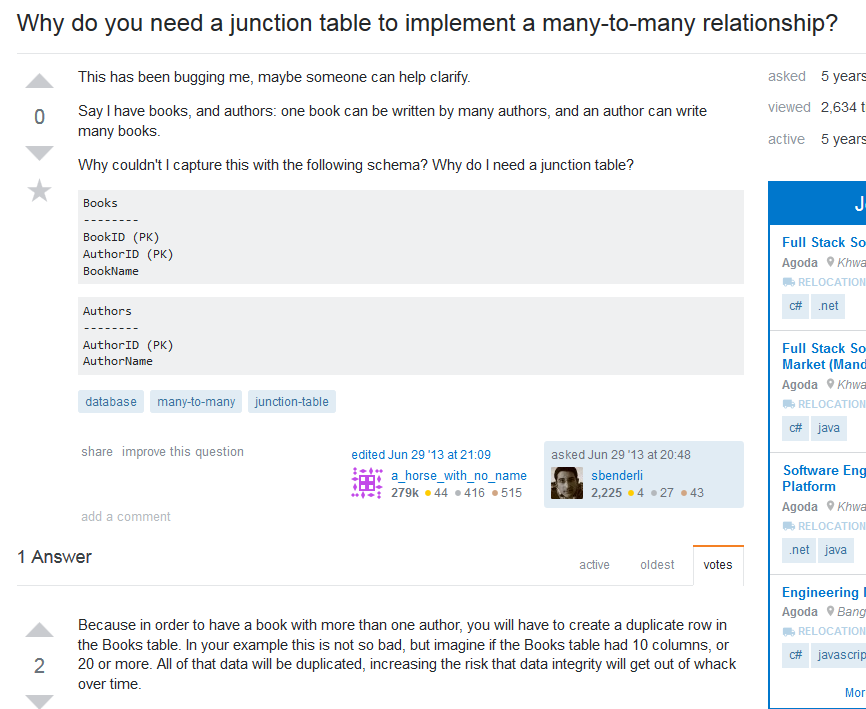 Why do you need a junction table to implement a many-to-many relationship?
This has been bugging me, maybe someone can help clarify.
0
Say I have books, and authors: one book can be written by many authors, and an author can write
many books.
Why couldn't I capture this with the following schema? Why do I need a junction table?
Books
--------
BookID (PK)
AuthorID (PK)
BookName
Authors
--------
AuthorID (PK)
AuthorName
database many-to-many junction-table
share improve this question
edited Jun 29 '13 at 21:09
a_horse_with_no_name
279k 44 416 515
asked Jun 29 '13 at 20:48
sbenderli
2,225 4 27 43
add a comment
1 Answer
active oldest votes
Because in order to have a book with more than one author, you will have to create a duplicate row in
the Books table. In your example this is not so bad, but imagine if the Books table had 10 columns, or
2
20 or more. All of that data will be duplicated, increasing the risk that data integrity will get out of whack
over time.
asked 5 years
viewed 2,634 t
active 5 years
J
Full Stack So
Agoda Khwa
RELOCATION
c# .net
Full Stack So
Market (Mand
Agoda Khwa
RELOCATION
c# java
Software Eng
Platform
Agoda Khwa
RELOCATION
.net java
Engineering
Agoda Bang
RELOCATION
c# javascrip
Mor